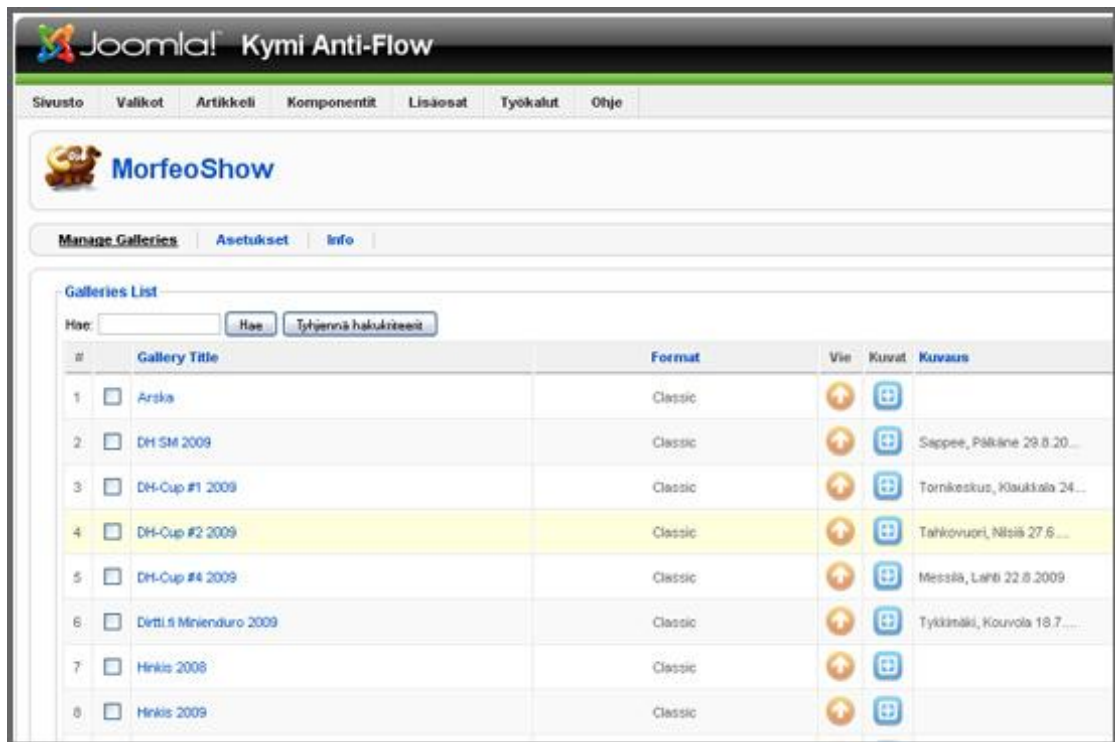 Joomla! Kymi Anti-Flow
Sivusto Valikot Artikkeli Komponentit Lisäosat Työkalut Ohje
MorfeoShow
Manage Galleries Asetukset Info
Galleries List
Hae: Hae Tyhjennä hakukriteerit
# Gallery Title Format Vie Kuvat Kuvaus
1 Arska Classic
2 DH SM 2009 Classic Sappee, Pälkäne 29.8.20...
3 DH-Cup #1 2009 Classic Tornikeskus, Klaukkala 24...
4 DH-Cup #2 2009 Classic Tahkovuori, Nilsiä 27.6....
5 DH-Cup #4 2009 Classic Messilä, Lahti 22.8.2009
6 Dirtti.fi Minienduro 2009 Classic Tykkimäki, Kouvola 18.7....
7 Hinkis 2008 Classic
8 Hinkis 2009 Classic